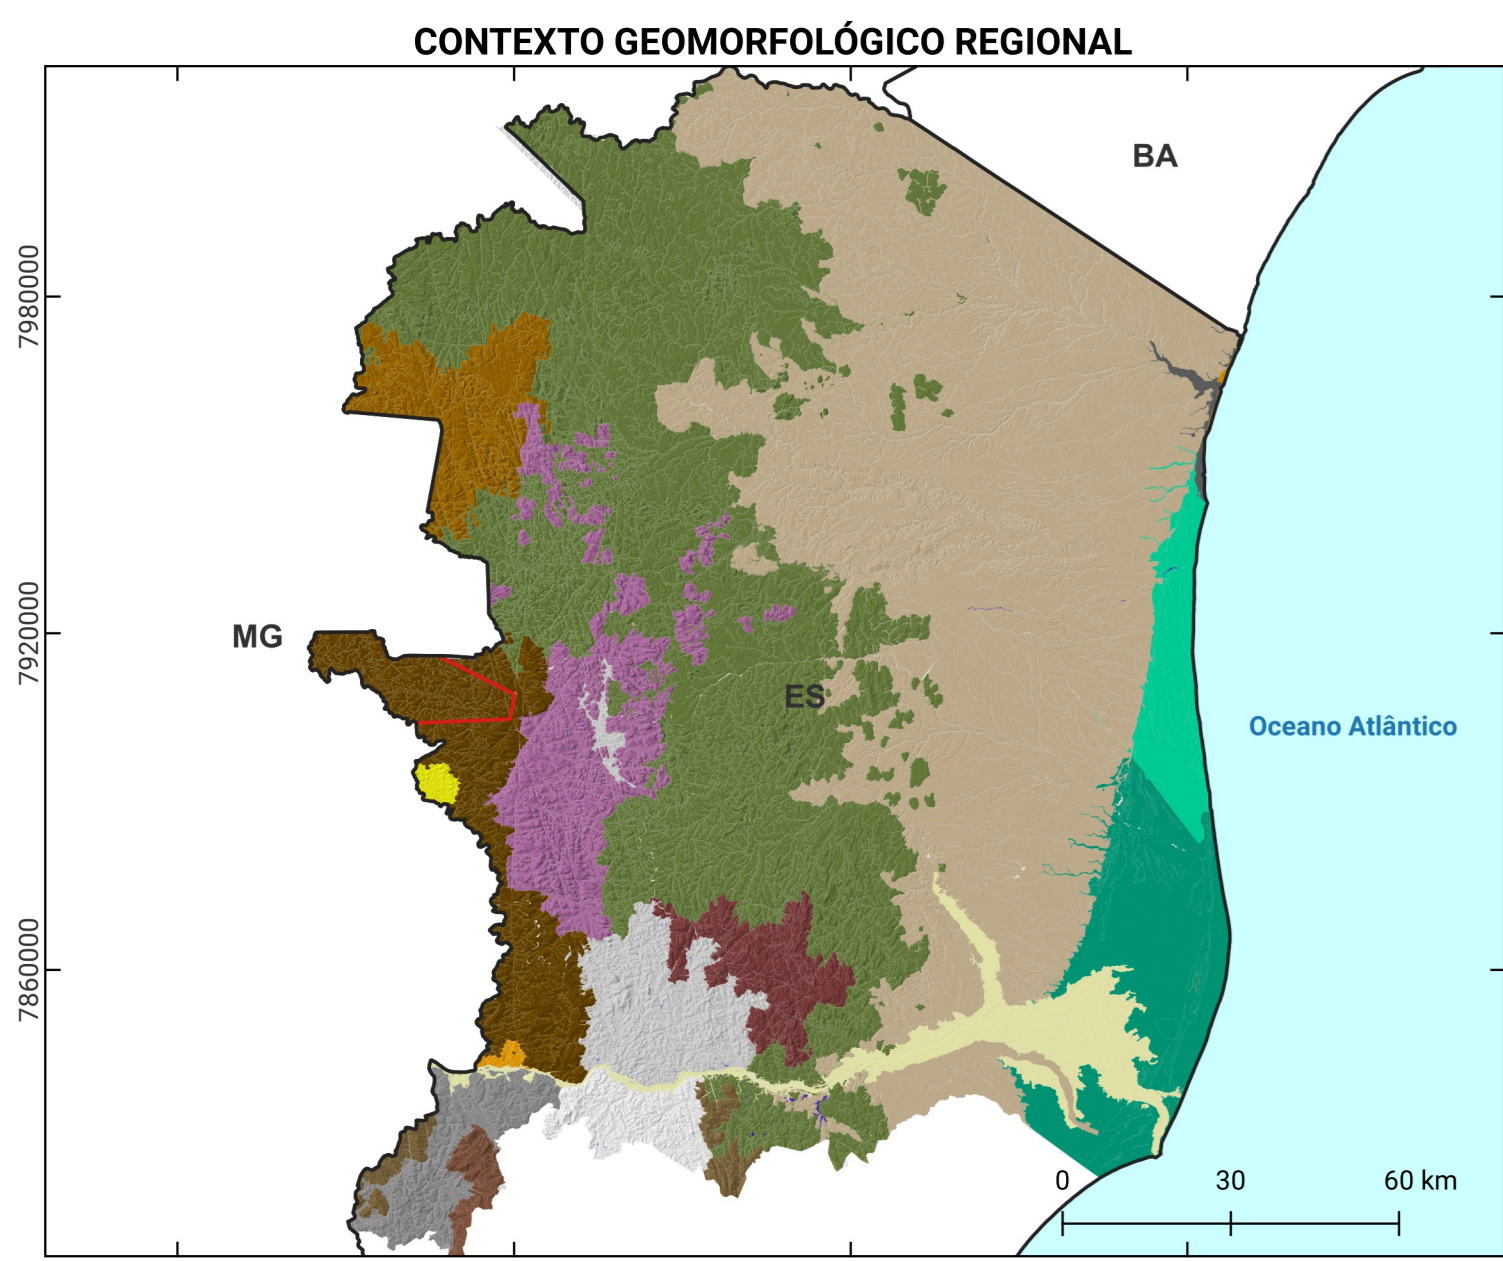 CONTEXTO GEOMORFOLÓGICO REGIONAL
BA
7980000
MG
7920000
ES
Oceano Atlântico
7860000
0 30 60 km